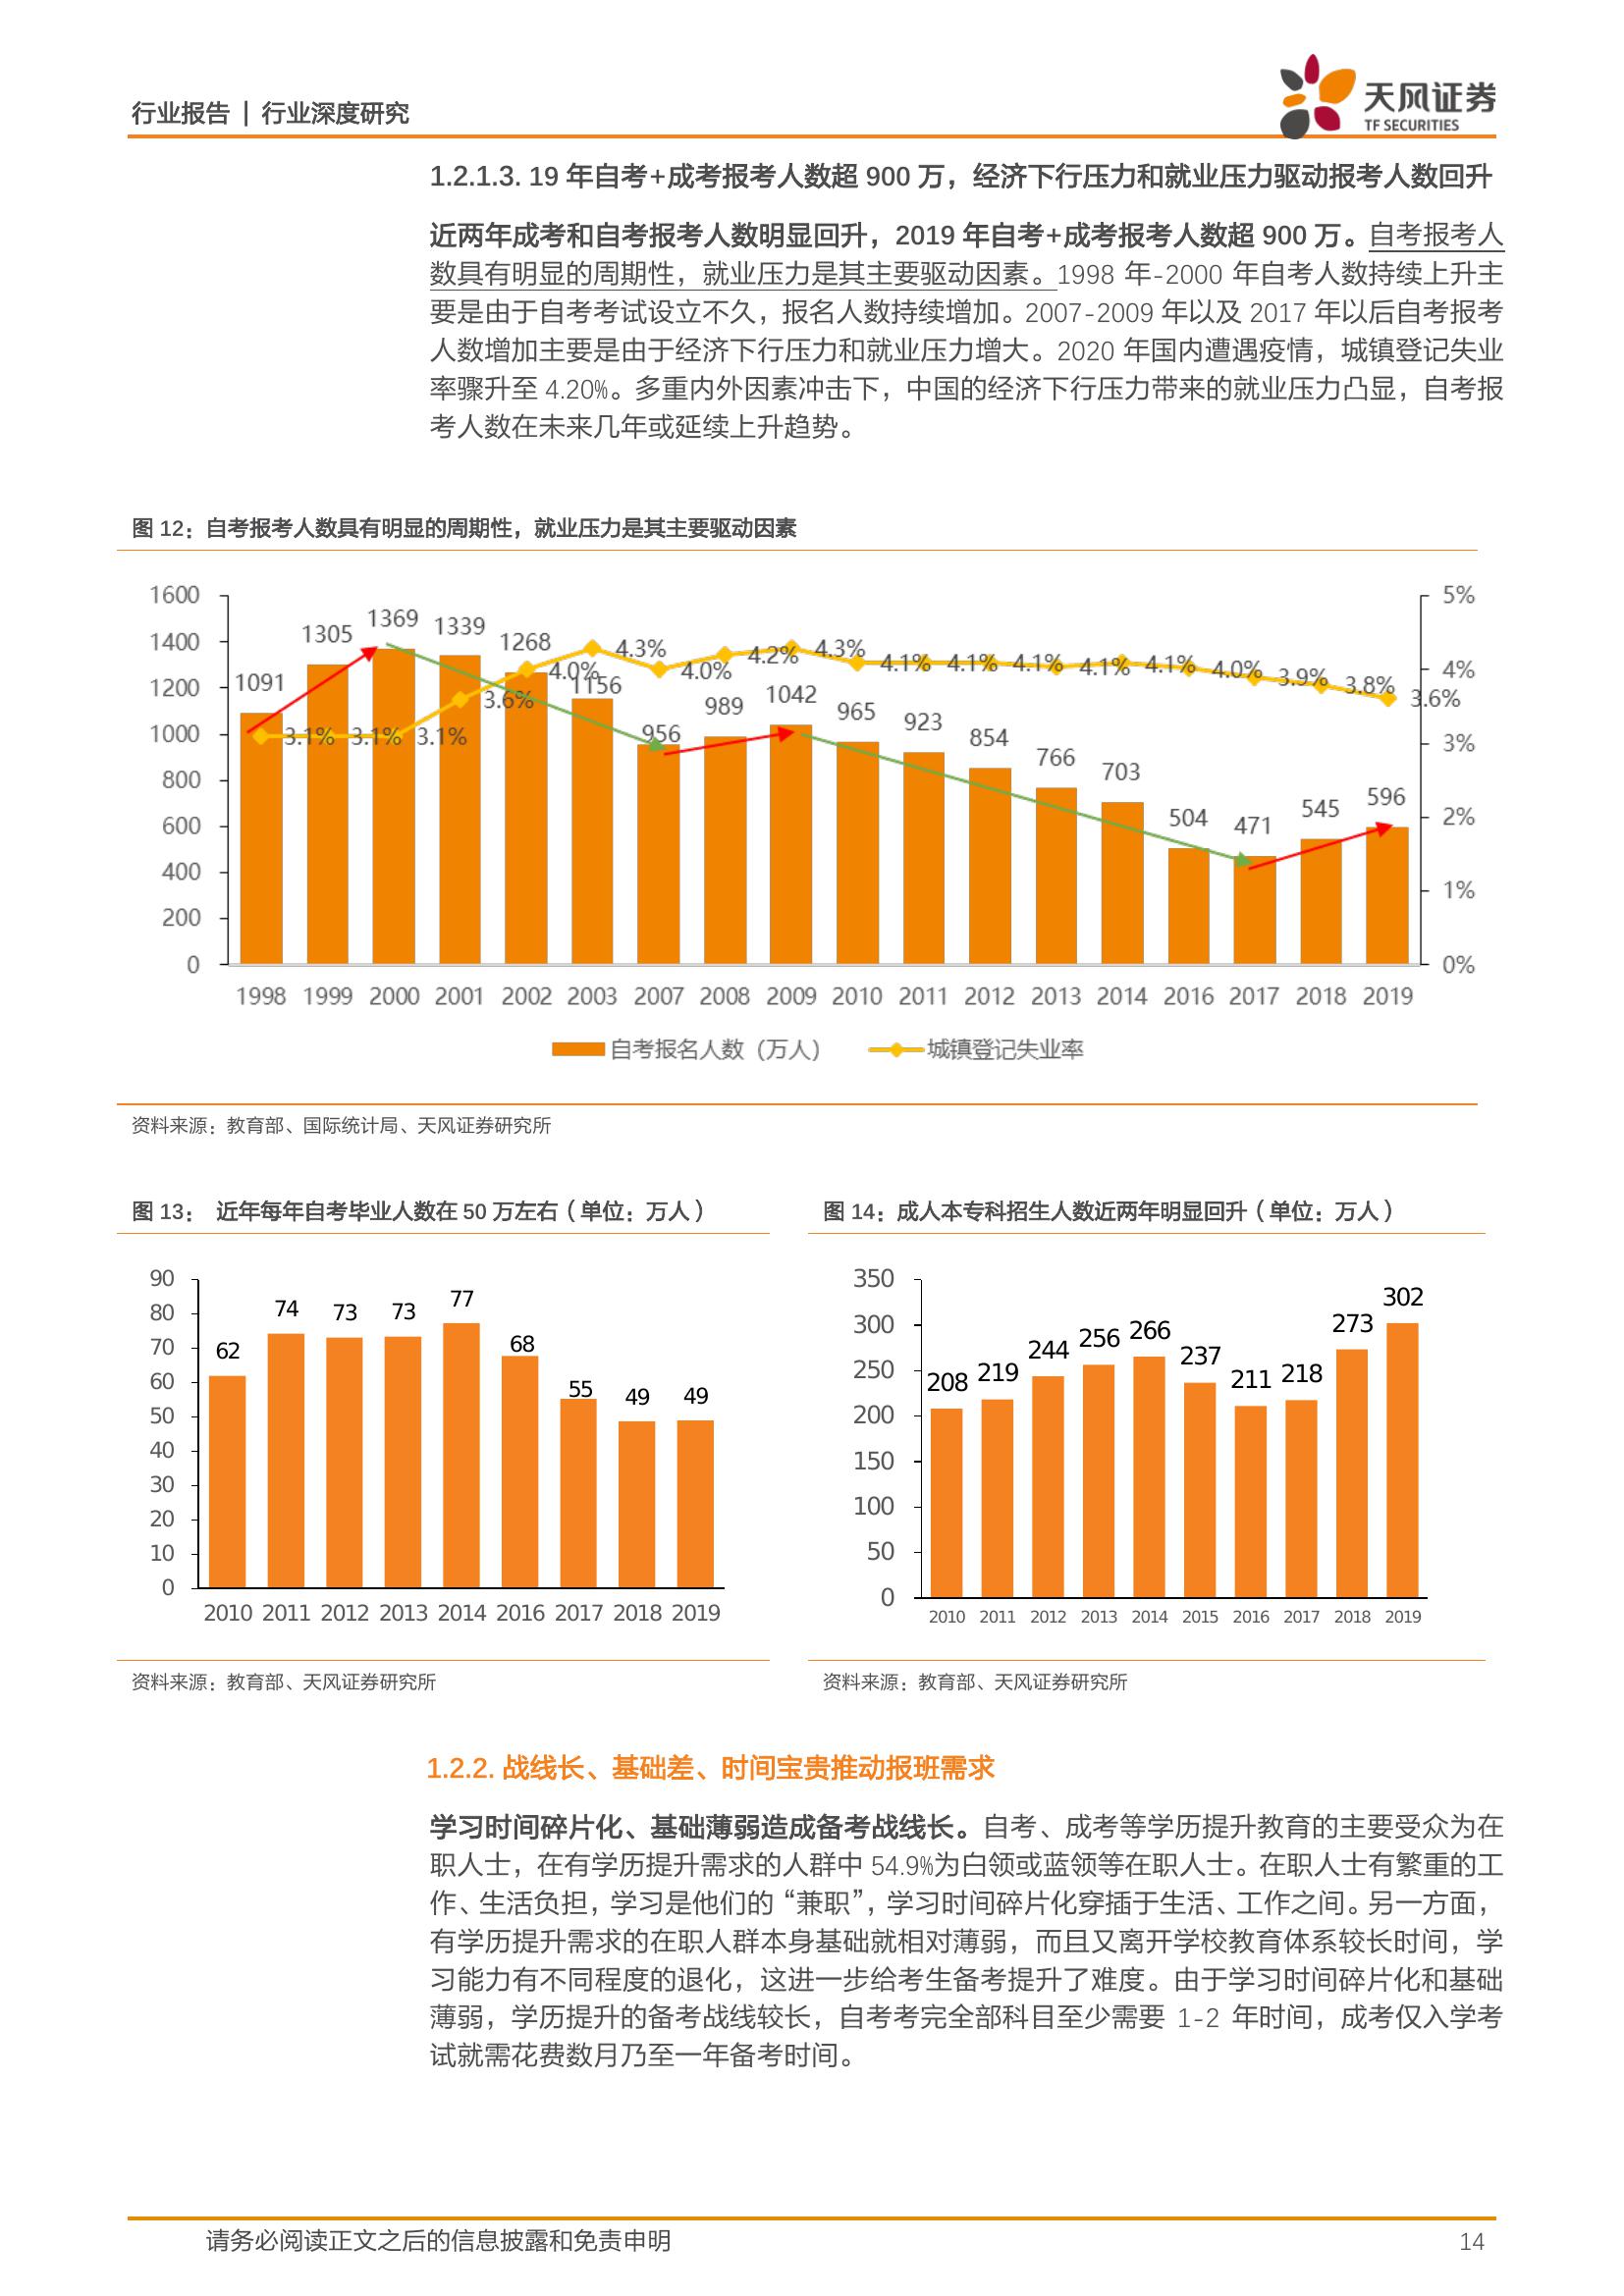 行业报告 | 行业深度研究
天风证券
TF SECURITIES
1.2.1.3. 19 年自考+成考报考人数超 900 万，经济下行压力和就业压力驱动报考人数回升
近两年成考和自考报考人数明显回升，2019 年自考+成考报考人数超 900 万。自考报考人
数具有明显的周期性，就业压力是其主要驱动因素。1998 年-2000 年自考人数持续上升主
要是由于自考考试设立不久，报名人数持续增加。2007-2009 年以及 2017 年以后自考报考
人数增加主要是由于经济下行压力和就业压力增大。2020 年国内遭遇疫情，城镇登记失业
率骤升至 4.20%。多重内外因素冲击下，中国的经济下行压力带来的就业压力凸显，自考报
考人数在未来几年或延续上升趋势。
图 12：自考报考人数具有明显的周期性，就业压力是其主要驱动因素
1600
1400
1200
1000
800
600
400
200
0
5%
4%
3%
2%
1%
0%
1091 1305 1369 1339 1268 1156 956 989 1042 965 923 854 766 703 504 471 545 596
3.1% 3.1% 3.1% 3.6% 4.0% 4.3% 4.0% 4.2% 4.3% 4.1% 4.1% 4.1% 4.1% 4.1% 4.0% 3.9% 3.8% 3.6%
1998 1999 2000 2001 2002 2003 2007 2008 2009 2010 2011 2012 2013 2014 2016 2017 2018 2019
自考报名人数（万人） 城镇登记失业率
资料来源：教育部、国际统计局、天风证券研究所
图 13： 近年每年自考毕业人数在 50 万左右（单位：万人）
90
80
70
60
50
40
30
20
10
0
62 74 73 73 77 68 55 49 49
2010 2011 2012 2013 2014 2016 2017 2018 2019
资料来源：教育部、天风证券研究所
图 14：成人本专科招生人数近两年明显回升（单位：万人）
350
300
250
200
150
100
50
0
208 219 244 256 266 237 211 218 273 302
2010 2011 2012 2013 2014 2015 2016 2017 2018 2019
资料来源：教育部、天风证券研究所
1.2.2. 战线长、基础差、时间宝贵推动报班需求
学习时间碎片化、基础薄弱造成备考战线长。自考、成考等学历提升教育的主要受众为在
职人士，在有学历提升需求的人群中 54.9%为白领或蓝领等在职人士。在职人士有繁重的工
作、生活负担，学习是他们的“兼职”，学习时间碎片化穿插于生活、工作之间。另一方面，
有学历提升需求的在职人群本身基础就相对薄弱，而且又离开学校教育体系较长时间，学
习能力有不同程度的退化，这进一步给考生备考提升了难度。由于学习时间碎片化和基础
薄弱，学历提升的备考战线较长，自考考完全部科目至少需要 1-2 年时间，成考仅入学考
试就需花费数月乃至一年备考时间。
请务必阅读正文之后的信息披露和免责申明
14